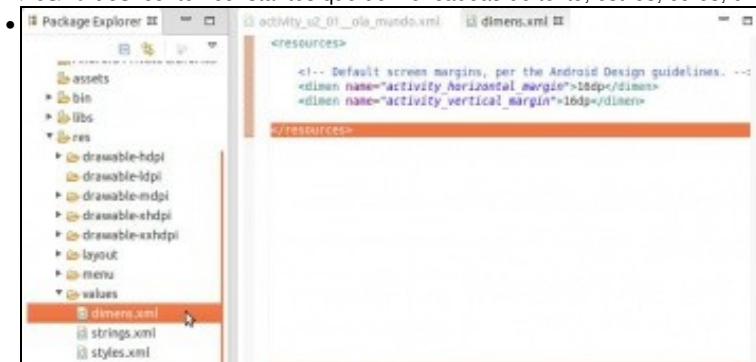 Package Explorer
activity_u2_01__ola_mundo.xml
dimens.xml
assets
bin
libs
res
drawable-hdpi
drawable-ldpi
drawable-mdpi
drawable-xhdpi
drawable-xxhdpi
layout
menu
values
dimens.xml
strings.xml
styles.xml
<resources>
<!-- Default screen margins, per the Android Design guidelines. -->
<dimen name="activity_horizontal_margin">16dp</dimen>
<dimen name="activity_vertical_margin">16dp</dimen>
</resources>